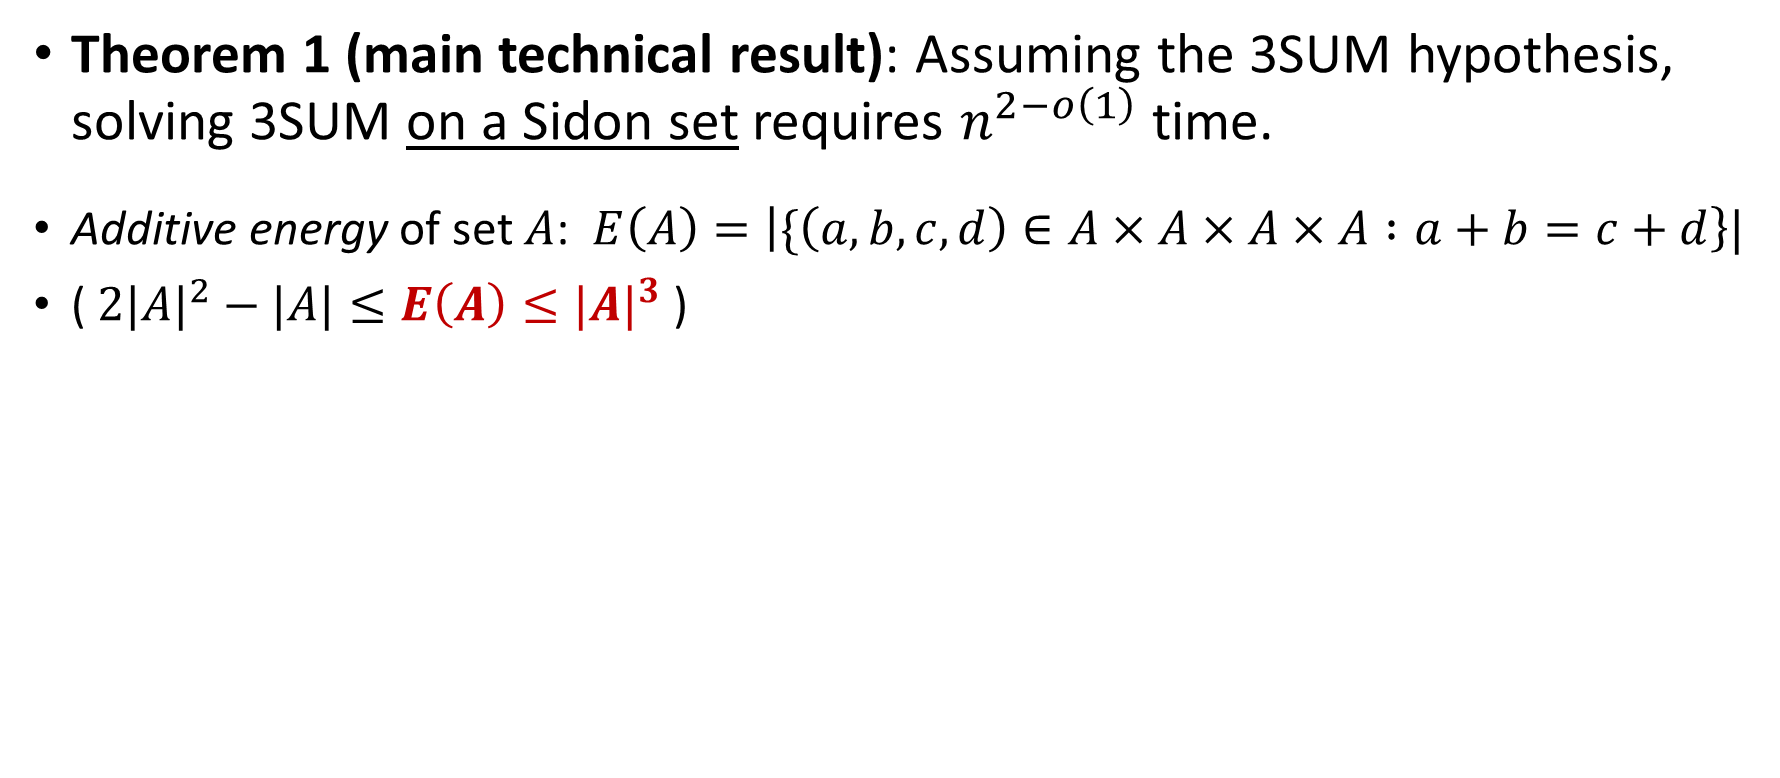 • Theorem 1 (main technical result): Assuming the 3SUM hypothesis,
solving 3SUM on a Sidon set requires n^{2−o(1)} time.
• Additive energy of set A: E(A) = |{(a, b, c, d) ∈ A × A × A × A : a + b = c + d}|
• ( 2|A|² − |A| ≤ E(A) ≤ |A|³ )